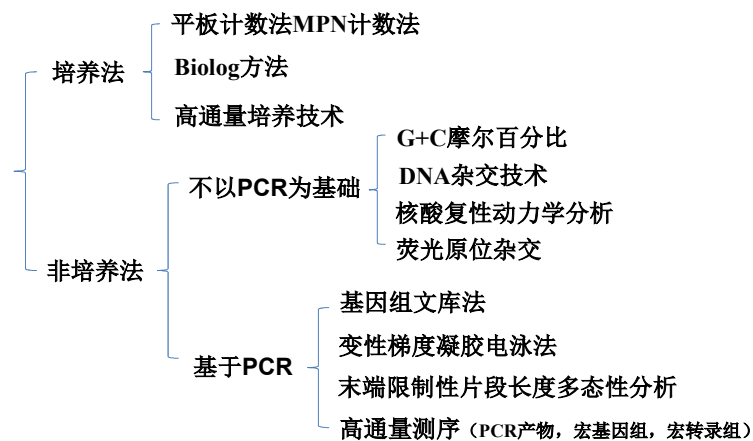 平板计数法MPN计数法
培养法
Biolog方法
高通量培养技术
G+C摩尔百分比
DNA杂交技术
不以PCR为基础
核酸复性动力学分析
荧光原位杂交
非培养法
基因组文库法
变性梯度凝胶电泳法
基于PCR
末端限制性片段长度多态性分析
高通量测序（PCR产物，宏基因组，宏转录组）